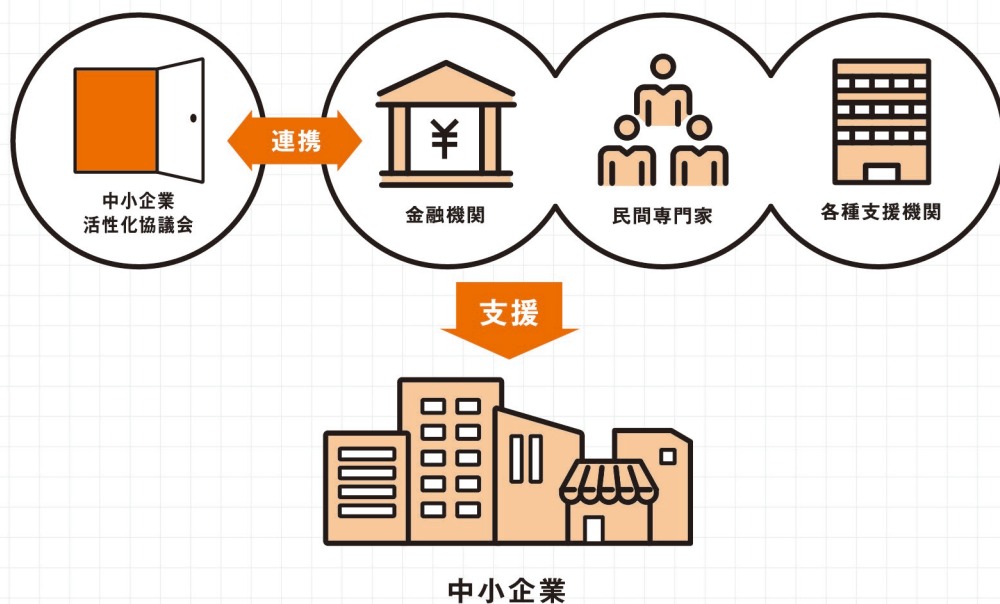 中小企業
活性化協議会
連携
¥
金融機関
民間専門家
各種支援機関
支援
中小企業